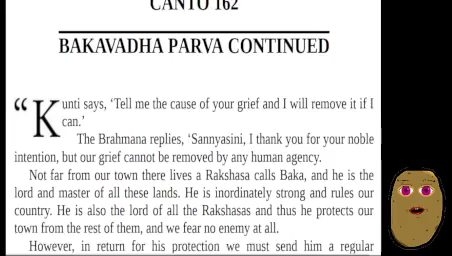 CANTO 162
BAKAVADHA PARVA CONTINUED
“Kunti says, ‘Tell me the cause of your grief and I will remove it if I
can.’
The Brahmana replies, ‘Sannyasini, I thank you for your noble
intention, but our grief cannot be removed by any human agency.
Not far from our town there lives a Rakshasa calls Baka, and he is the
lord and master of all these lands. He is inordinately strong and rules our
country. He is also the lord of all the Rakshasas and thus he protects our
town from the rest of them, and we fear no enemy at all.
However, in return for his protection we must send him a regular